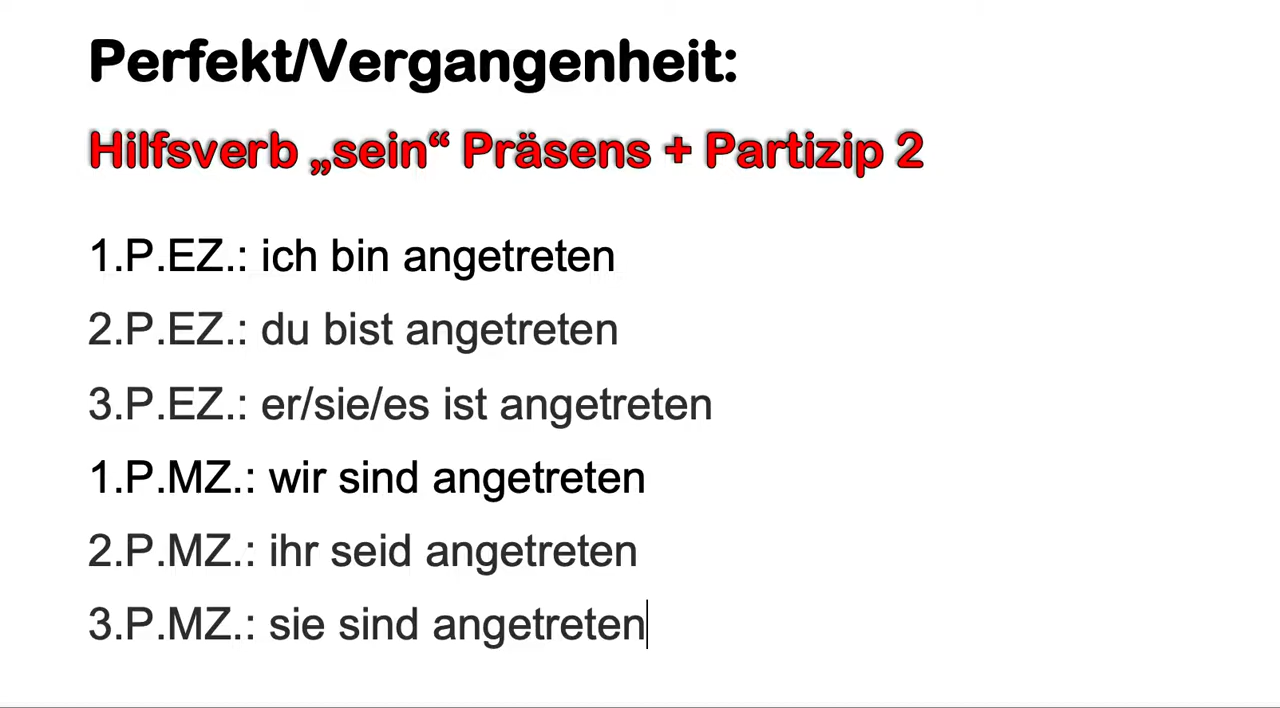 Perfekt/Vergangenheit:
Hilfsverb „sein“ Präsens + Partizip 2
1.P.EZ.: ich bin angetreten
2.P.EZ.: du bist angetreten
3.P.EZ.: er/sie/es ist angetreten
1.P.MZ.: wir sind angetreten
2.P.MZ.: ihr seid angetreten
3.P.MZ.: sie sind angetreten